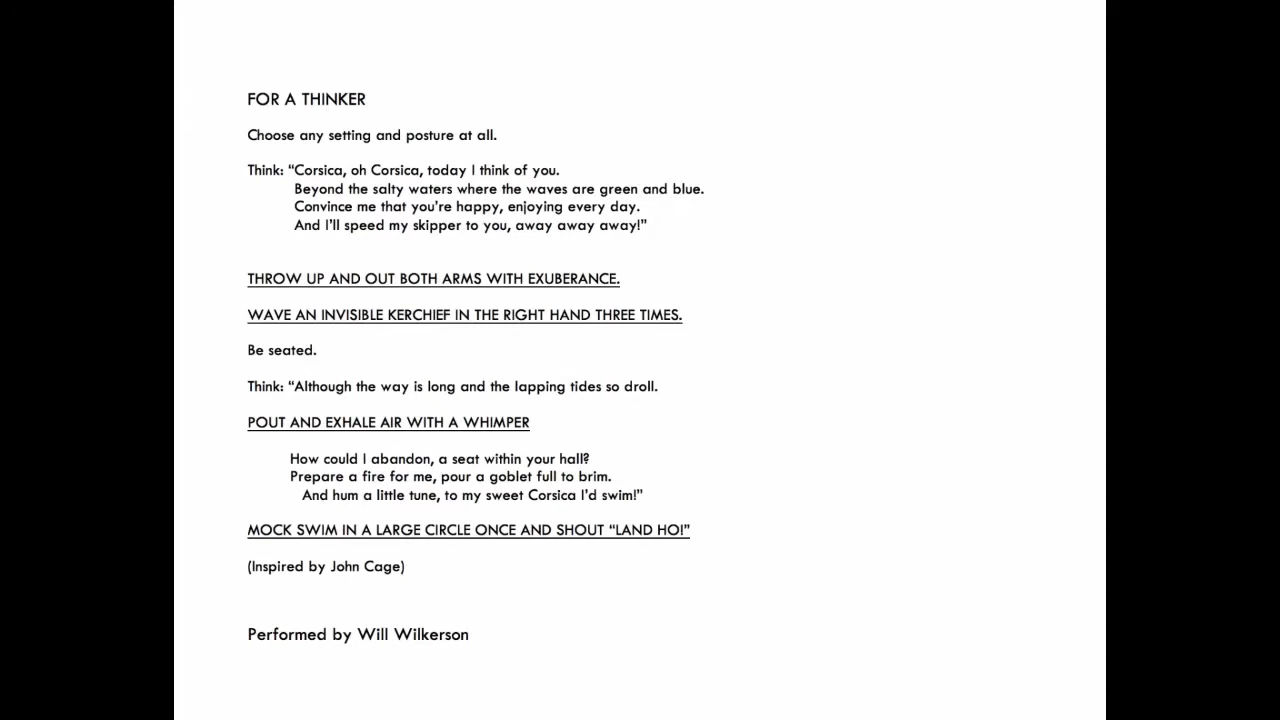 FOR A THINKER
Choose any setting and posture at all.
Think: “Corsica, oh Corsica, today I think of you.
Beyond the salty waters where the waves are green and blue.
Convince me that you’re happy, enjoying every day.
And I’ll speed my skipper to you, away away away!”
THROW UP AND OUT BOTH ARMS WITH EXUBERANCE.
WAVE AN INVISIBLE KERCHIEF IN THE RIGHT HAND THREE TIMES.
Be seated.
Think: “Although the way is long and the lapping tides so droll.
POUT AND EXHALE AIR WITH A WHIMPER
How could I abandon, a seat within your hall?
Prepare a fire for me, pour a goblet full to brim.
And hum a little tune, to my sweet Corsica I’d swim!”
MOCK SWIM IN A LARGE CIRCLE ONCE AND SHOUT “LAND HO!”
(Inspired by John Cage)
Performed by Will Wilkerson